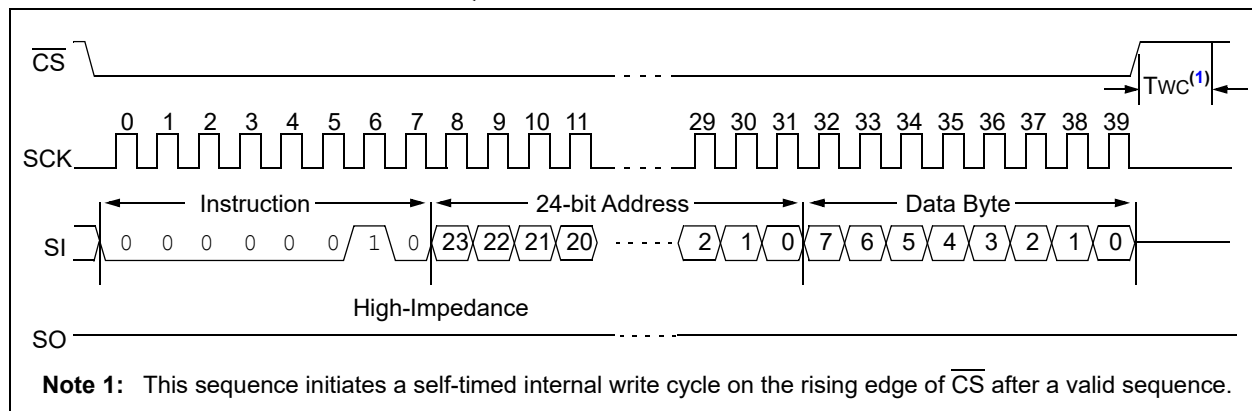 CS
TWC(1)
0 1 2 3 4 5 6 7 8 9 10 11 29 30 31 32 33 34 35 36 37 38 39
SCK
Instruction 24-bit Address Data Byte
SI 0 0 0 0 0 0 1 0 23 22 21 20 2 1 0 7 6 5 4 3 2 1 0
High-Impedance
SO
Note 1: This sequence initiates a self-timed internal write cycle on the rising edge of CS after a valid sequence.